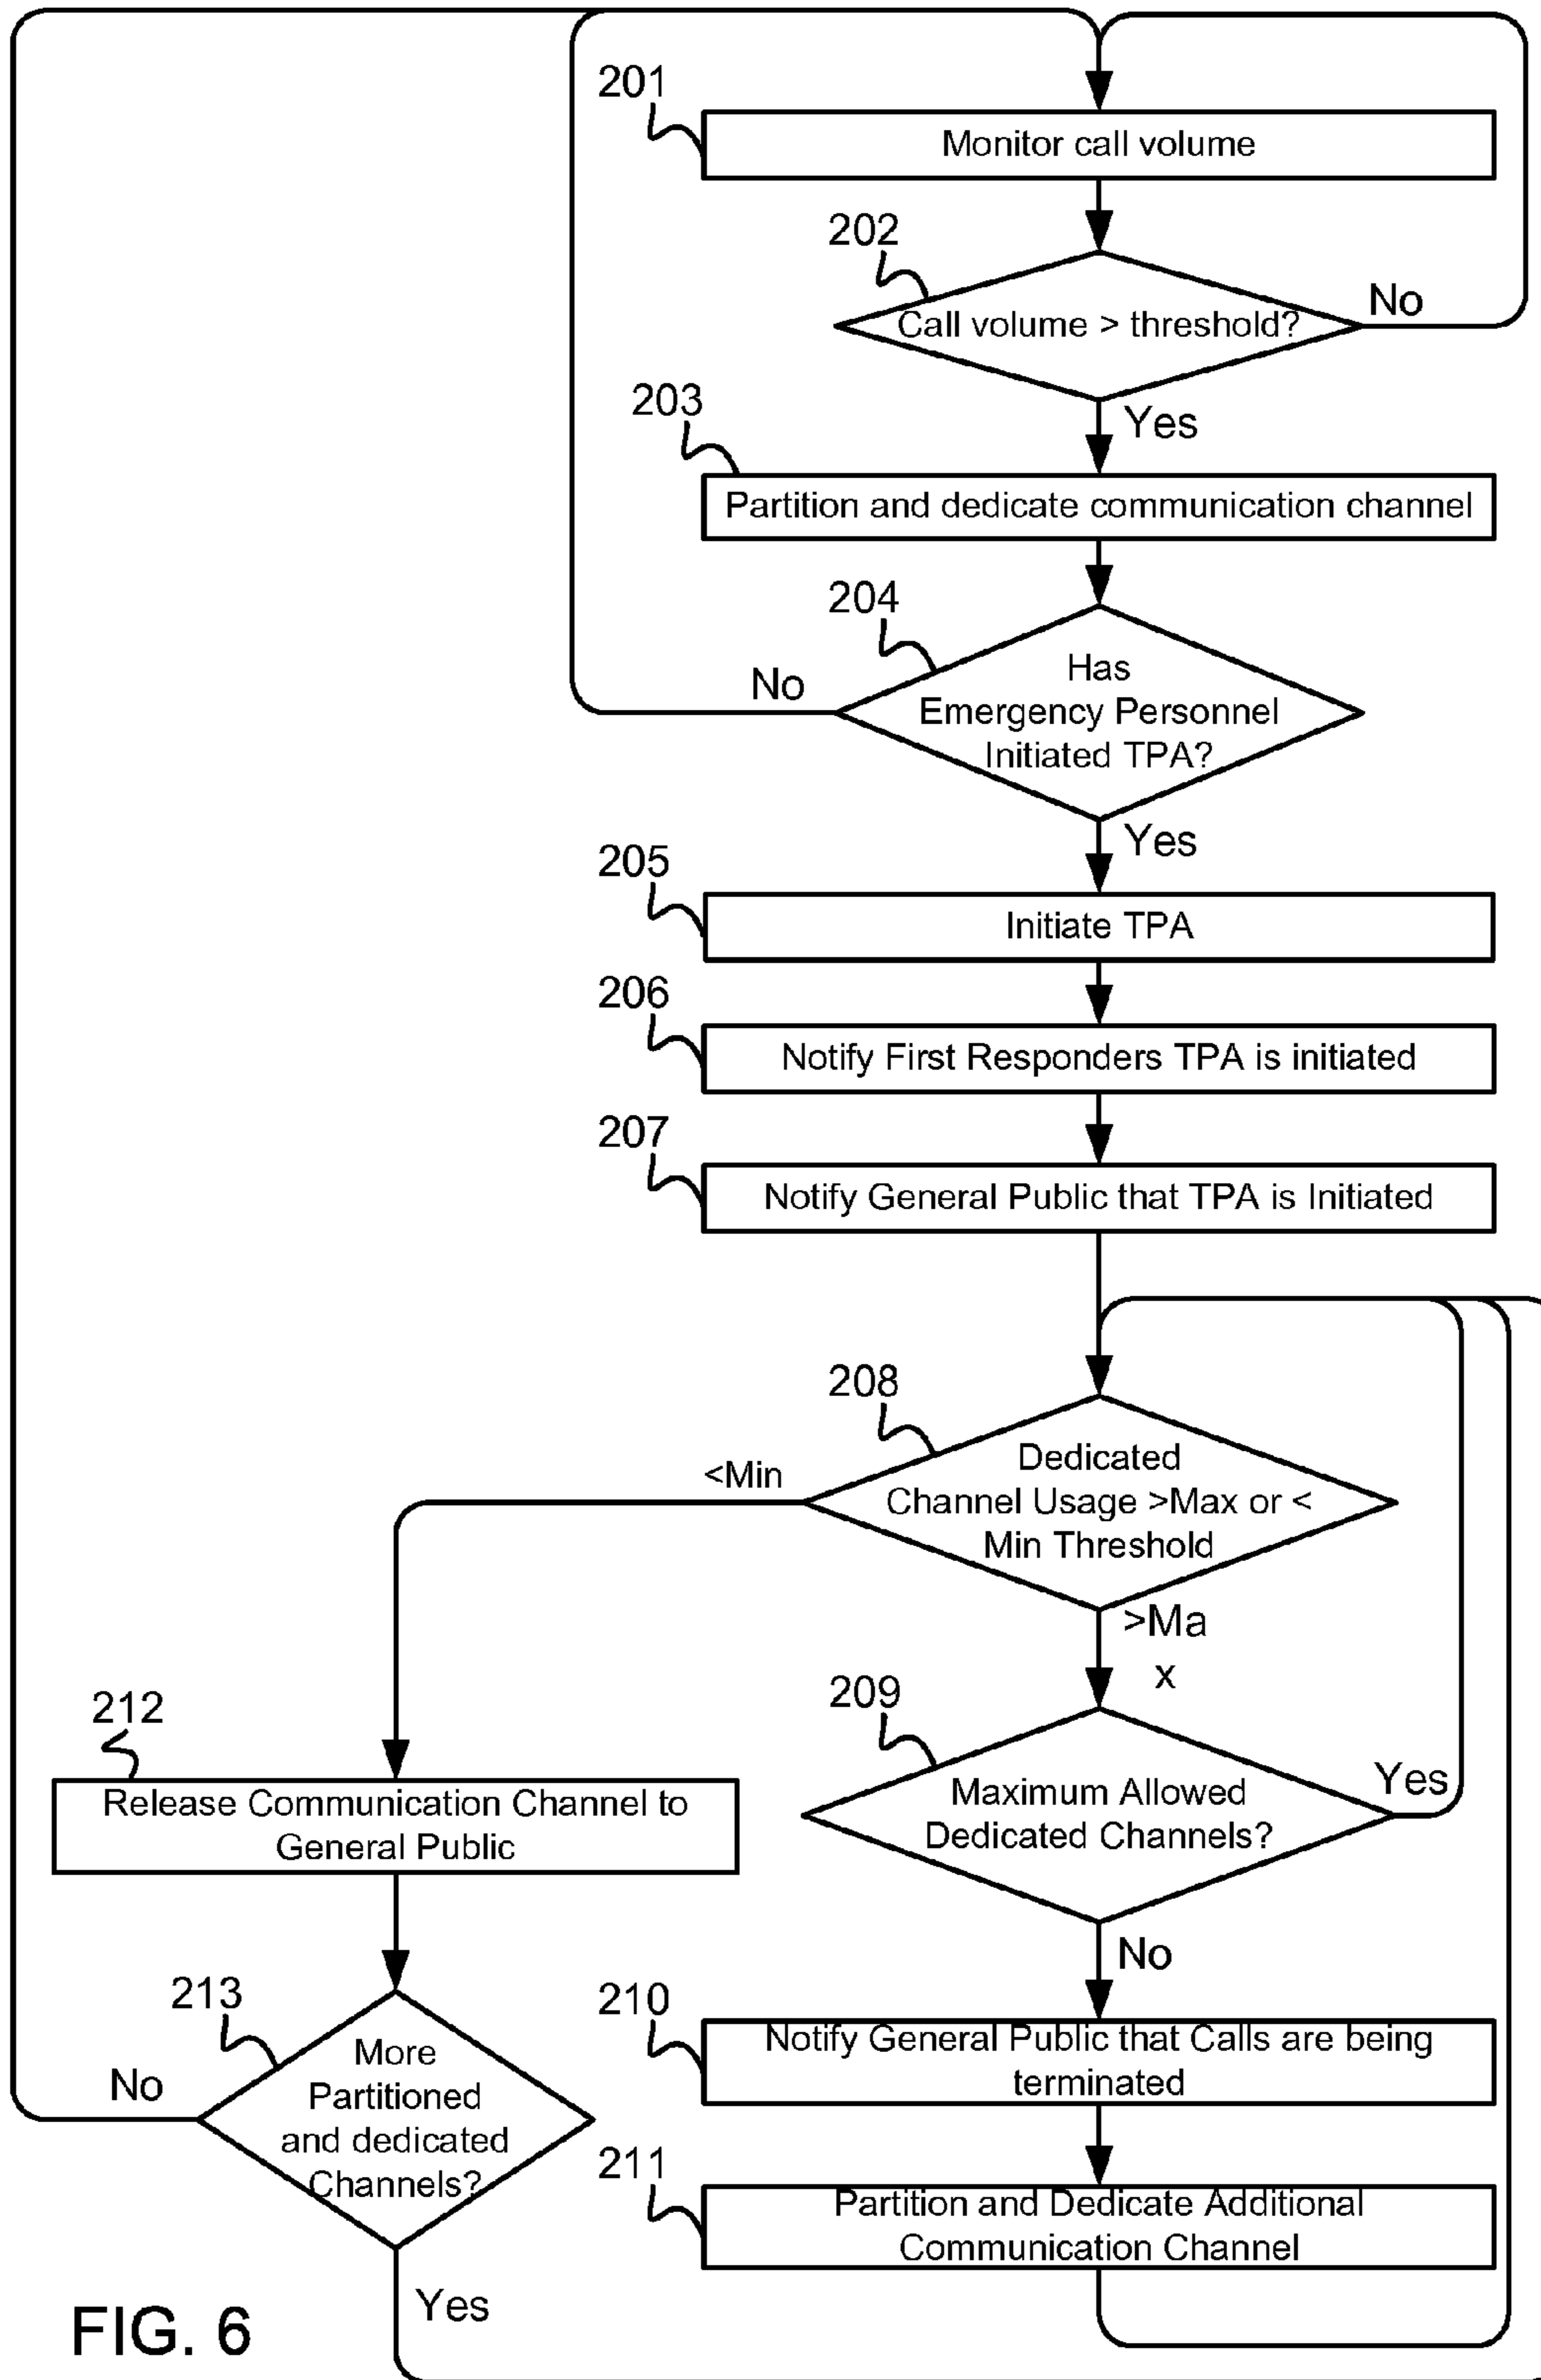 201
Monitor call volume
202
Call volume > threshold?
No
Yes
203
Partition and dedicate communication channel
204
Has
Emergency Personnel
Initiated TPA?
No
Yes
205
Initiate TPA
206
Notify First Responders TPA is initiated
207
Notify General Public that TPA is Initiated
208
Dedicated
Channel Usage >Max or <
Min Threshold
<Min
>Ma
x
209
Maximum Allowed
Dedicated Channels?
Yes
No
212
Release Communication Channel to
General Public
213
More
Partitioned
and dedicated
Channels?
No
Yes
210
Notify General Public that Calls are being
terminated
211
Partition and Dedicate Additional
Communication Channel
FIG. 6